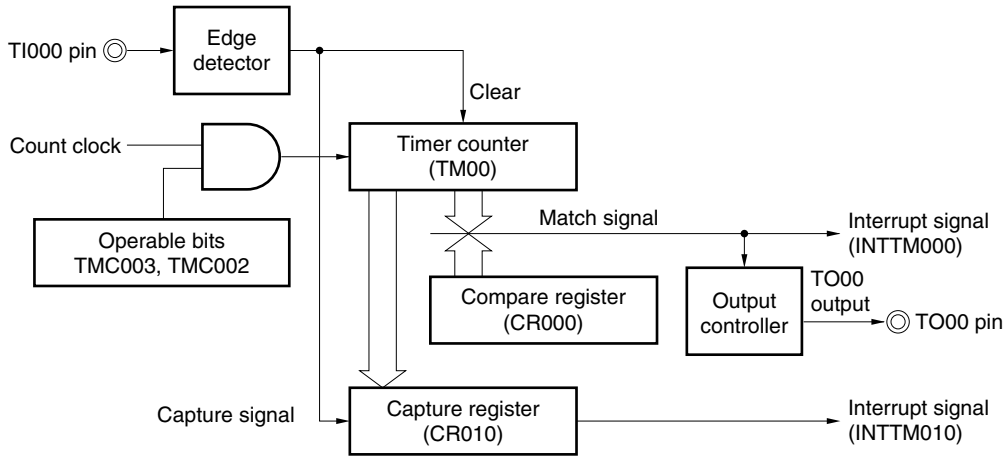 TI000 pin
Edge
detector
Clear
Count clock
Timer counter
(TM00)
Operable bits
TMC003, TMC002
Match signal
Interrupt signal
(INTTM000)
Compare register
(CR000)
Output
controller
TO00
output
TO00 pin
Capture signal
Capture register
(CR010)
Interrupt signal
(INTTM010)